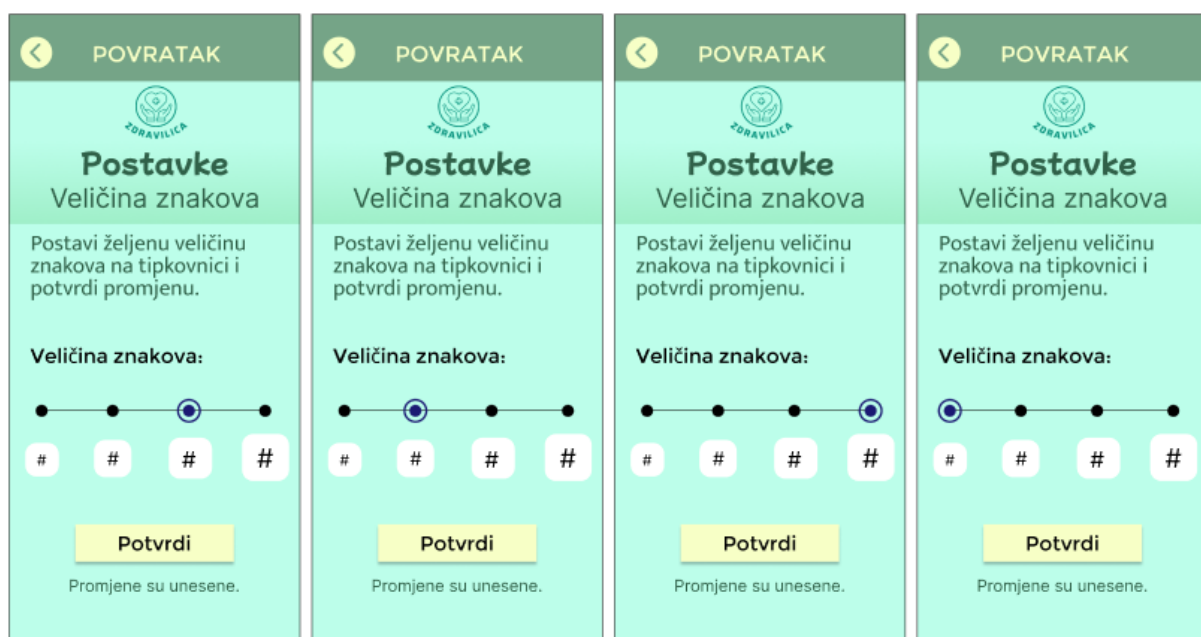 POVRATAK
ZDRAVILICA
Postavke
Veličina znakova
Postavi željenu veličinu
znakova na tipkovnici i
potvrdi promjenu.
Veličina znakova:
# # # #
Potvrdi
Promjene su unesene.
POVRATAK
ZDRAVILICA
Postavke
Veličina znakova
Postavi željenu veličinu
znakova na tipkovnici i
potvrdi promjenu.
Veličina znakova:
# # # #
Potvrdi
Promjene su unesene.
POVRATAK
ZDRAVILICA
Postavke
Veličina znakova
Postavi željenu veličinu
znakova na tipkovnici i
potvrdi promjenu.
Veličina znakova:
# # # #
Potvrdi
Promjene su unesene.
POVRATAK
ZDRAVILICA
Postavke
Veličina znakova
Postavi željenu veličinu
znakova na tipkovnici i
potvrdi promjenu.
Veličina znakova:
# # # #
Potvrdi
Promjene su unesene.